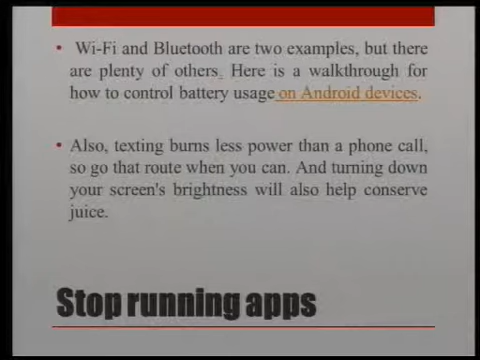 • Wi-Fi and Bluetooth are two examples, but there
are plenty of others. Here is a walkthrough for
how to control battery usage on Android devices.
• Also, texting burns less power than a phone call,
so go that route when you can. And turning down
your screen's brightness will also help conserve
juice.
Stop running apps